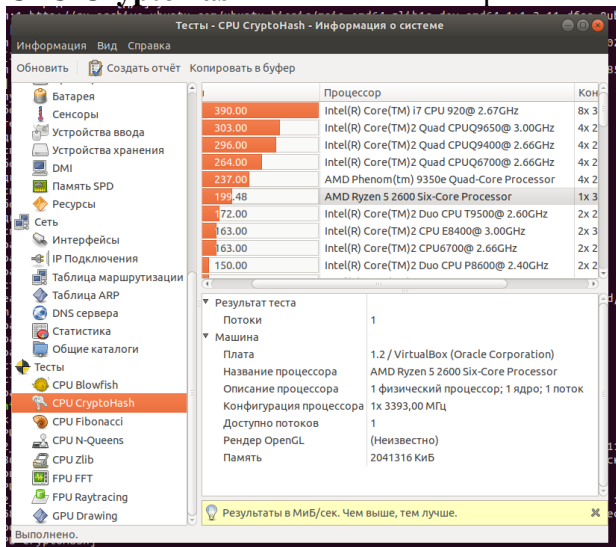 Тесты - CPU CryptoHash - Информация о системе
Информация Вид Справка
Обновить Создать отчёт Копировать в буфер
Батарея
Сенсоры
Устройства ввода
Устройства хранения
DMI
Память SPD
Ресурсы
Сеть
Интерфейсы
IP Подключения
Таблица маршрутизации
Таблица ARP
DNS сервера
Статистика
Общие каталоги
Тесты
CPU Blowfish
CPU CryptoHash
CPU Fibonacci
CPU N-Queens
CPU Zlib
FPU FFT
FPU Raytracing
GPU Drawing
Процессор Кон
390.00 Intel(R) Core(TM) i7 CPU 920@ 2.67GHz 8x 3
303.00 Intel(R) Core(TM)2 Quad CPUQ9650@ 3.00GHz 4x 2
296.00 Intel(R) Core(TM)2 Quad CPUQ9400@ 2.66GHz 4x 2
264.00 Intel(R) Core(TM)2 Quad CPUQ6700@ 2.66GHz 4x 2
237.00 AMD Phenom(tm) 9350e Quad-Core Processor 4x 2
199.48 AMD Ryzen 5 2600 Six-Core Processor 1x 3
172.00 Intel(R) Core(TM)2 Duo CPU T9500@ 2.60GHz 2x 2
163.00 Intel(R) Core(TM)2 CPU E8400@ 3.00GHz 2x 3
163.00 Intel(R) Core(TM)2 CPU6700@ 2.66GHz 2x 2
150.00 Intel(R) Core(TM)2 Duo CPU P8600@ 2.40GHz 2x 2
Результат теста
Потоки 1
Машина
Плата 1.2 / VirtualBox (Oracle Corporation)
Название процессора AMD Ryzen 5 2600 Six-Core Processor
Описание процессора 1 физический процессор; 1 ядро; 1 поток
Конфигурация процессора 1x 3393,00 МГц
Доступно потоков 1
Рендер OpenGL (Неизвестно)
Память 2041316 КиБ
Результаты в МиБ/сек. Чем выше, тем лучше.
Выполнено.